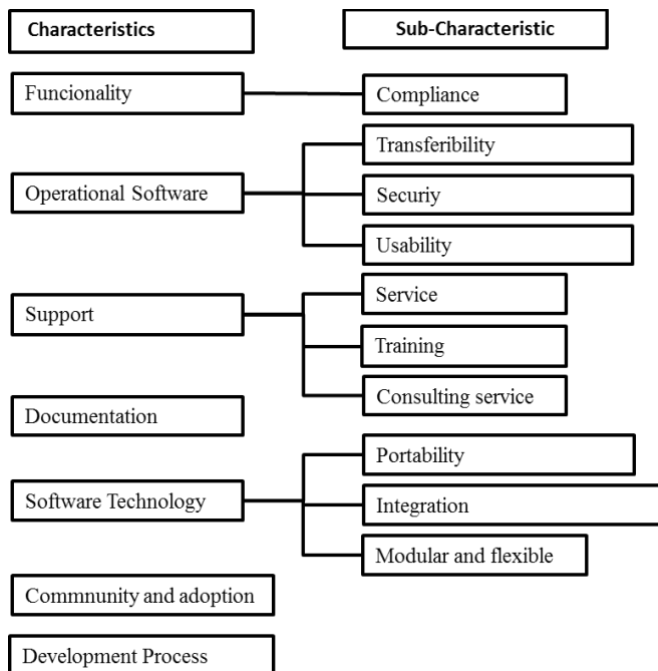 Characteristics
Sub-Characteristic
Funcionality
Compliance
Transferibility
Operational Software
Securiy
Usability
Service
Support
Training
Consulting service
Documentation
Portability
Software Technology
Integration
Modular and flexible
Commnunity and adoption
Development Process